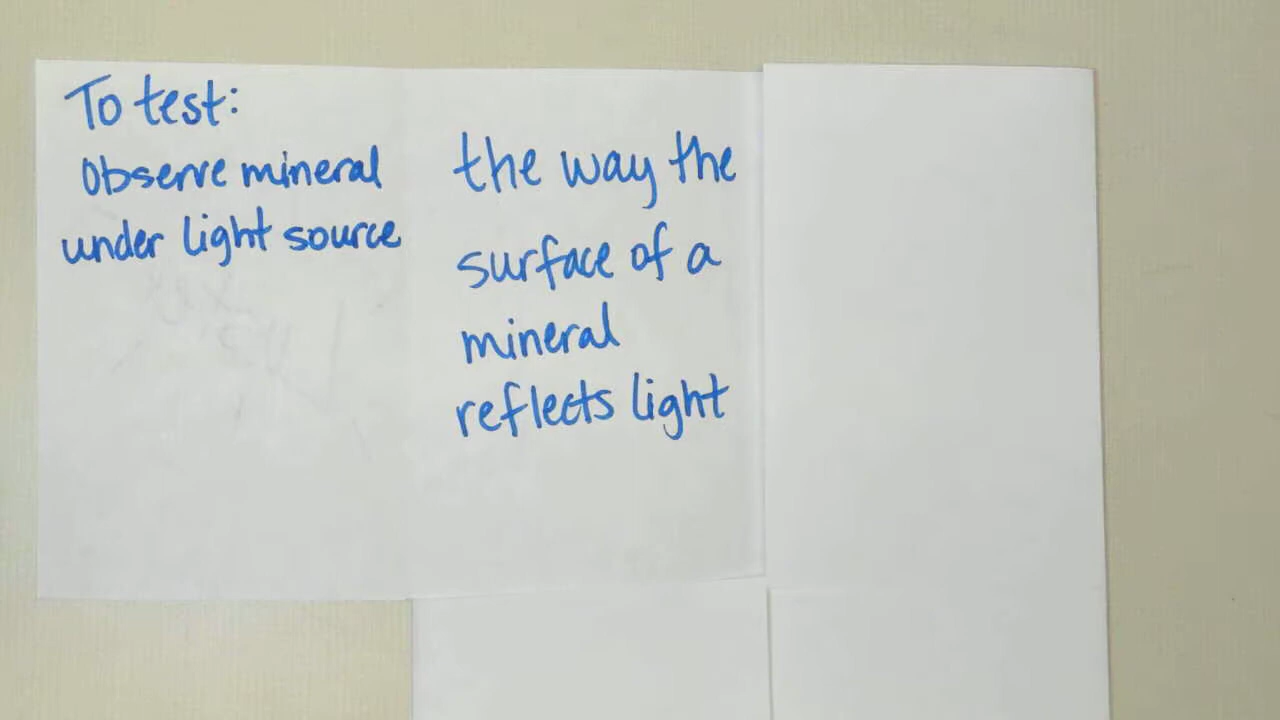 To test:
Observe mineral
under light source
the way the
surface of a
mineral
reflects light